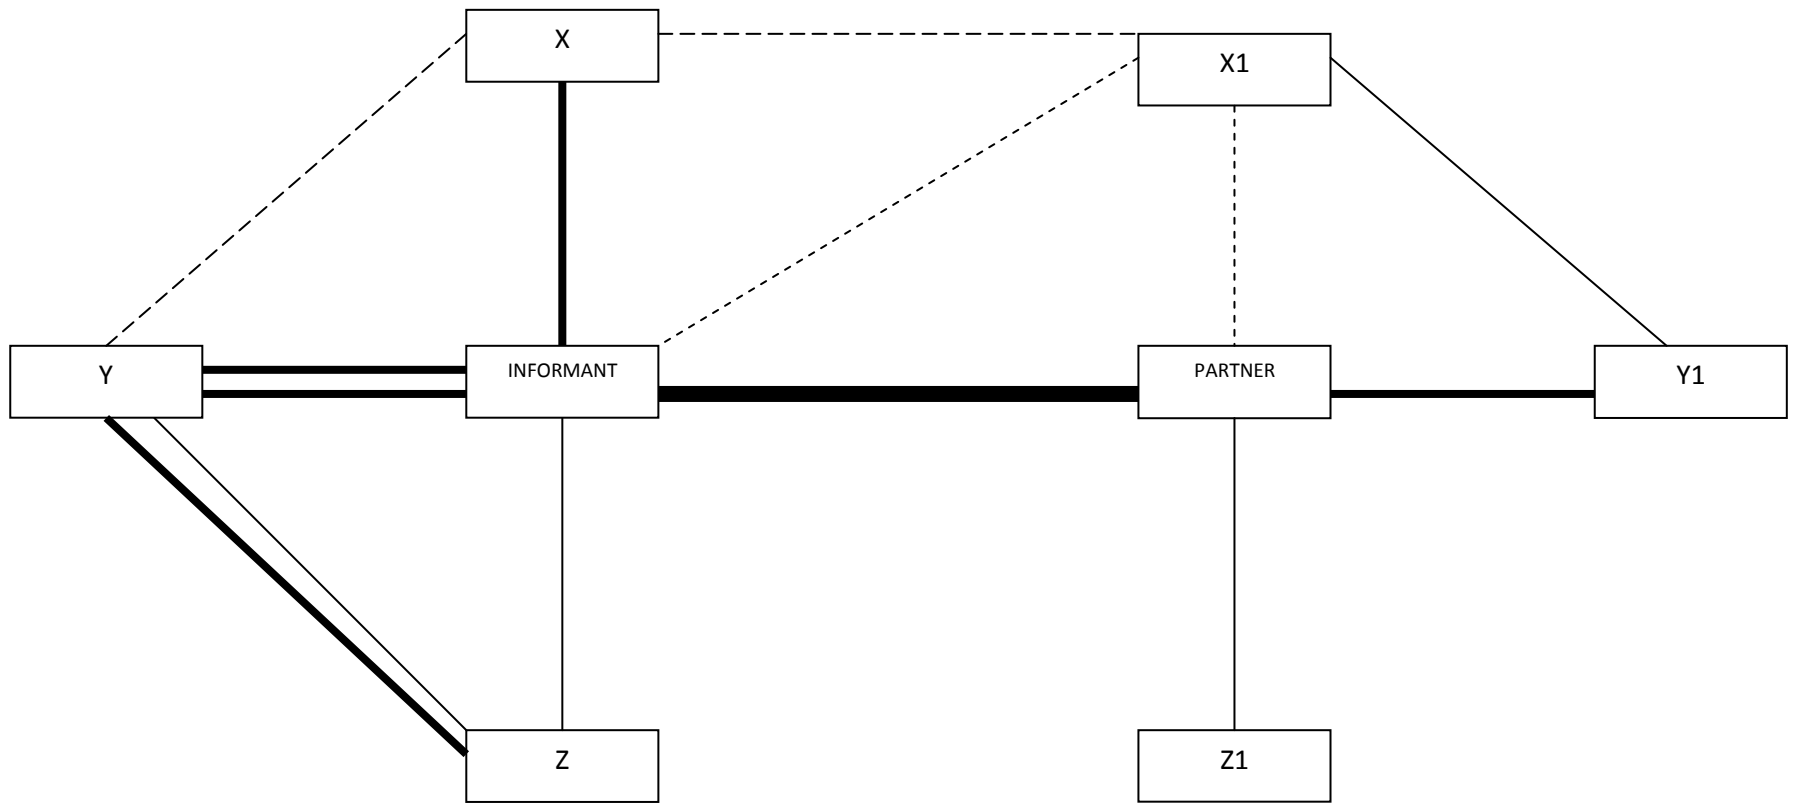 X
X1
Y
INFORMANT
PARTNER
Y1
Z
Z1